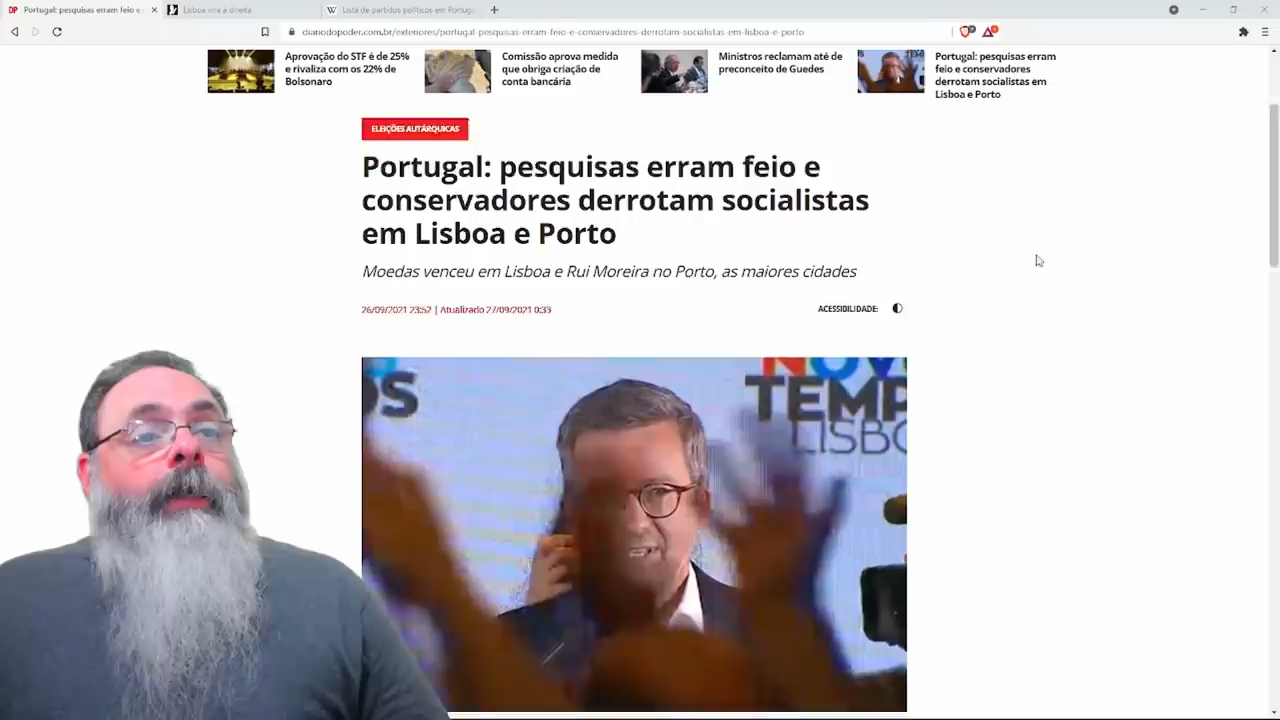 Portugal: pesquisas erram feio e
Lisboa vira à direita
Lista de partidos políticos em Portug
dianodopoder.com.br/exteriores/portugal-pesquisas-erram-feio-e-conservadores-derrotam-socialistas-em-lisboa-e-porto
Aprovação do STF é de 25%
e rivaliza com os 22% de
Bolsonaro
Comissão aprova medida
que obriga criação de
conta bancária
Ministros reclamam até de
preconceito de Guedes
Portugal: pesquisas erram
feio e conservadores
derrotam socialistas em
Lisboa e Porto
ELEIÇÕES AUTÁRQUICAS
Portugal: pesquisas erram feio e
conservadores derrotam socialistas
em Lisboa e Porto
Moedas venceu em Lisboa e Rui Moreira no Porto, as maiores cidades
26/09/2021 23:52 | Atualizado 27/09/2021 0:33
ACESSIBILIDADE:
OS
NOV
TEMP
LISBO